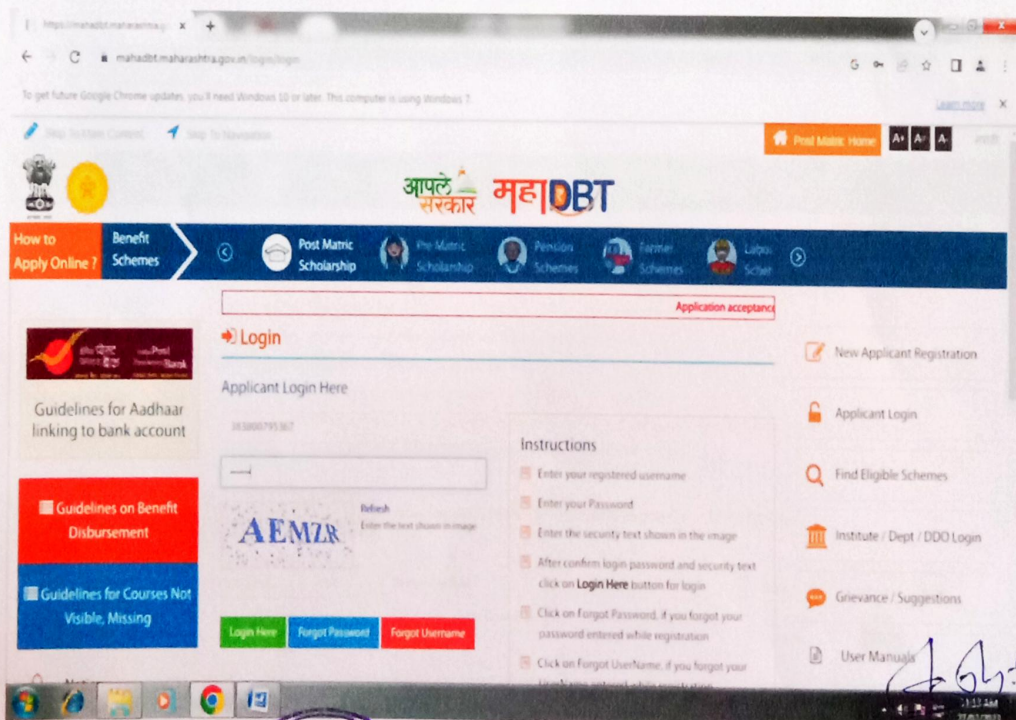 mahadbt.maharashtra.gov.in/login/login
To get future Google Chrome updates, you'll need Windows 10 or later. This computer is using Windows 7.
Learn more
Skip To Main Content
Skip To Navigation
Post Matric Home
A+ A A-
आपले
सरकार
महाDBT
How to
Apply Online ?
Benefit
Schemes
Post Matric
Scholarship
Pre Matric
Scholarship
Pension
Schemes
Farmer
Schemes
Application acceptance
Login
Applicant Login Here
Guidelines for Aadhaar
linking to bank account
Guidelines on Benefit
Disbursement
Guidelines for Courses Not
Visible, Missing
AEMZR
Refresh
Enter the text shown in image
Login Here
Forgot Password
Forgot Username
Instructions
Enter your registered username
Enter your Password
Enter the security text shown in the image
After confirm login password and security text
click on Login Here button for login
Click on Forgot Password, if you forgot your
password entered while registration
Click on Forgot UserName, if you forgot your
New Applicant Registration
Applicant Login
Find Eligible Schemes
Institute / Dept / DDO Login
Grievance / Suggestions
User Manuals